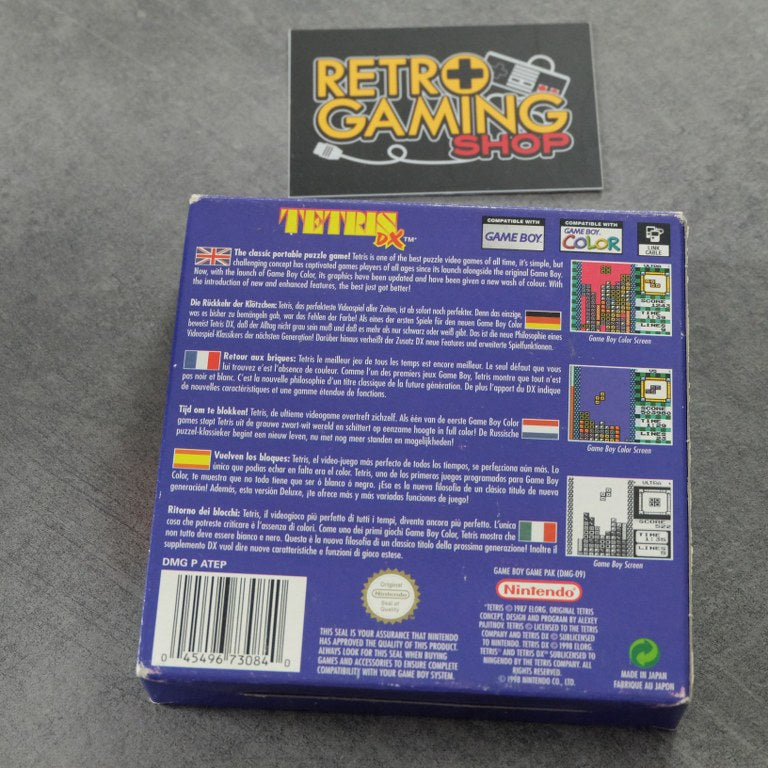 RETRO
GAMING
SHOP
TETRIS
DX™
COMPATIBLE WITH
GAME BOY
COMPATIBLE WITH
GAME BOY
COLOR
LINK
CABLE
The classic portable puzzle game! Tetris is one of the best puzzle video games of all time, it's simple, but
challenging concept has captivated games players of all ages since its launch alongside the original Game Boy.
Now, with the launch of Game Boy Color, its graphics have been updated and have been given a new wash of colour. With
the introduction of new and enhanced features, the best just got better!
Die Rückkehr der Klötzchen: Tetris, das perfekteste Videospiel aller Zeiten, ist ab sofort noch perfekter. Denn das einzige,
was es bisher zu bemängeln gab, war das Fehlen der Farbe! Als eines der ersten Spiele für den neuen Game Boy Color
beweist Tetris DX, daß der Alltag nicht grau sein muß und daß es mehr als nur schwarz oder weiß gibt. Das ist die neue Philosophie eines
Videospiel-Klassikers der nächsten Generation! Darüber hinaus verheißt der Zusatz DX neue Features und erweiterte Spielfunktionen.
Retour aux briques: Tetris le meilleur jeu de tous les temps est encore meilleur. Le seul défaut que vous
lui trouvez c'est l'absence de couleur. Comme l'un des premiers jeux Game Boy, Tetris montre que tout n'est
pas noir et blanc. C'est la nouvelle philosophie d'un titre classique de la future génération. De plus l'apport du DX indique
de nouvelles caractéristiques et une gamme étendue de fonctions.
Tijd om te blokken! Tetris, de ultieme videogame overtreft zichzelf. Als één van de eerste Game Boy Color
games stapt Tetris uit de grauwe zwart-wit wereld en schittert op eenzame hoogte in full color! De Russische
puzzel-klassieker begint een nieuw leven, nu met nog meer standen en mogelijkheden!
Vuelven los bloques: Tetris, el video-juego más perfecto de todos los tiempos, se perfecciona aún más. Lo
único que podías echar en falta era el color. Tetris, uno de los primeros juegos programados para Game Boy
Color, te muestra que no toda tiene que ser ó blanco ó negro. ¡Esa es la nueva filosofía de un clásico título de nueva
generación! Además, esta versión Deluxe, ¡te ofrece más y más variadas funciones de juego!
Ritorno dei blocchi: Tetris, il videogioco più perfetto di tutti i tempi, diventa ancora più perfetto. L'unica
cosa che potreste criticare è l'assenza di colori. Come uno dei primi giochi Game Boy Color, Tetris mostra che
non tutto deve essere bianco e nero. Questa è la nuova filosofia di un classico titolo della prossima generazione! Inoltre il
supplemento DX vuol dire nuove caratteristiche e funzioni di gioco estese.
ULTRA
SCORE
1243
TIME
LINES
Game Boy Color Screen
VS
SCORE
TIME
LINES
Game Boy Color Screen
ULTRA
SCORE
522
TIME
1:35
LINES
5
Game Boy Screen
DMG P ATEP
0 45496 73084 0
Original
Nintendo
Seal of
Quality
THIS SEAL IS YOUR ASSURANCE THAT NINTENDO
HAS APPROVED THE QUALITY OF THIS PRODUCT.
ALWAYS LOOK FOR THIS SEAL WHEN BUYING
GAMES AND ACCESSORIES TO ENSURE COMPLETE
COMPATIBILITY WITH YOUR GAME BOY SYSTEM.
GAME BOY GAME PAK (DMG-09)
Nintendo
®
TETRIS © 1987 ELORG. ORIGINAL TETRIS
CONCEPT, DESIGN AND PROGRAM BY ALEXEY
PAJITNOV. TETRIS © LICENSED TO THE TETRIS
COMPANY AND TETRIS DX © SUBLICENSED
TO NINTENDO. TETRIS DX © 1998 ELORG.
TETRIS™ AND TETRIS DX™ SUBLICENSED TO
NINGENDO BY THE TETRIS COMPANY. ALL
RIGHTS RESERVED.
© 1998 NINTENDO CO., LTD.
MADE IN JAPAN
FABRIQUE AU JAPON